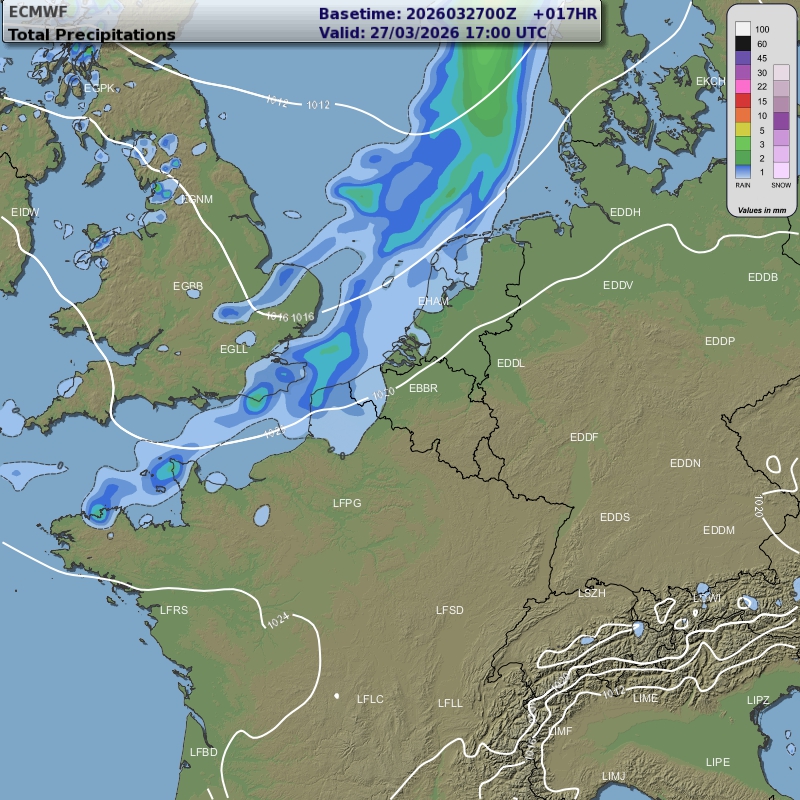 ECMWF
Basetime: 2026032700Z +017HR
Total Precipitations
Valid: 27/03/2026 17:00 UTC
100
60
45
30
22
15
10
5
3
2
1
RAIN
SNOW
Values in mm
EGPK
EKCH
1012
1012
EIDW
EGNM
EDDH
EGBB
EDDV
EDDB
EHAM
1016
1016
EGLL
EDDP
EDDL
EBBR
1020
EDDF
EDDN
LFPG
1020
EDDS
EDDM
LSZH
LFRS
LFSD
1024
LFLC
LFLL
1012
LIME
LIPZ
LIMF
LFBD
LIPE
LIMJ